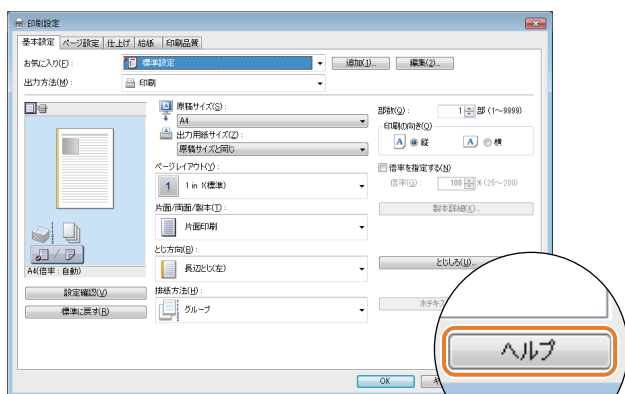 印刷設定
基本設定 ページ設定 仕上げ 給紙 印刷品質
お気に入り(F): 標準設定 追加(1)... 編集(2)...
出力方法(M): 印刷
原稿サイズ(S):
A4
出力用紙サイズ(Z):
原稿サイズと同じ
部数(Q): 1 部 (1～9999)
印刷の向き(O)
A 縦 A 横
ページレイアウト(Y):
1 1 in 1(標準)
倍率を指定する(N)
倍率(G): 100 % (25～200)
片面/両面/製本(T):
片面印刷
製本詳細(K)...
とじ方向(B):
長辺とじ(左)
とじしろ(U)...
A4(倍率:自動)
設定確認(V)
標準に戻す(R)
排紙方法(H):
グループ
ホチキス
ヘルプ
OK